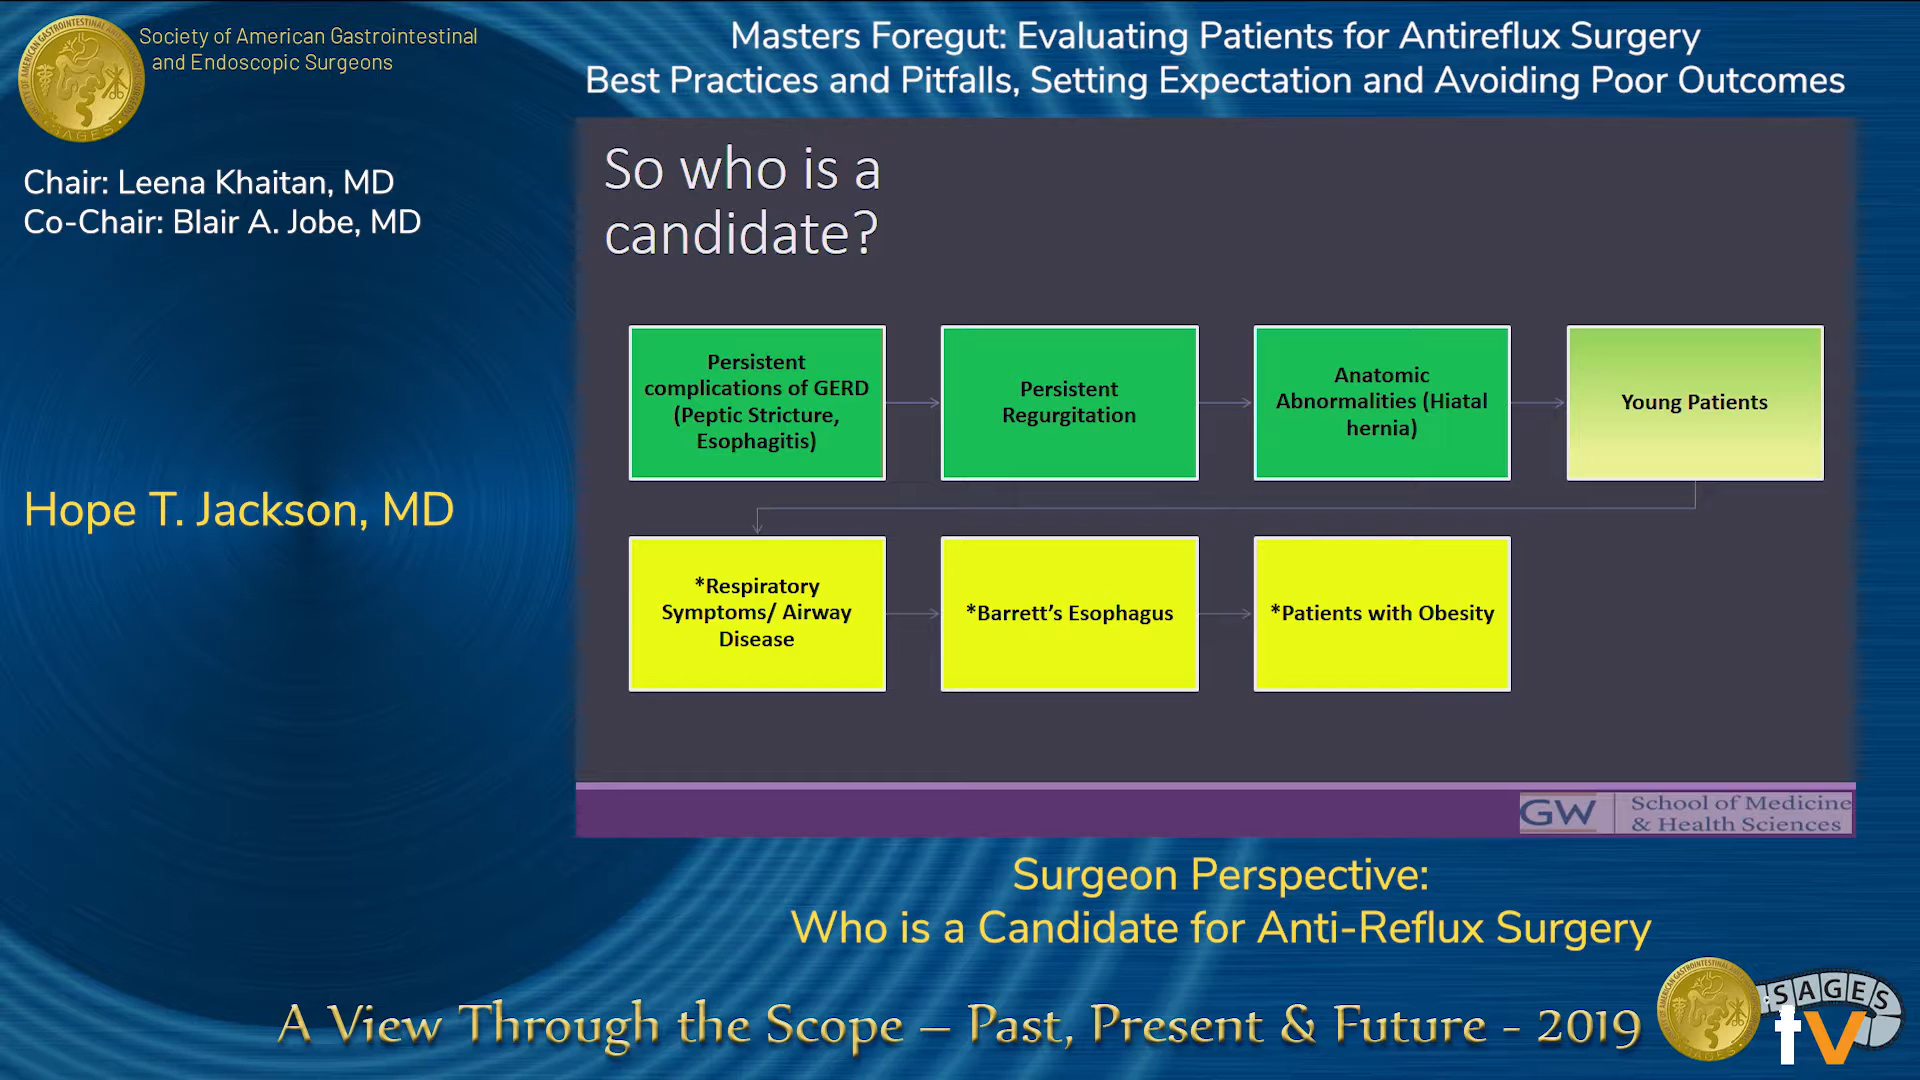 Society of American Gastrointestinal
and Endoscopic Surgeons
Masters Foregut: Evaluating Patients for Antireflux Surgery
Best Practices and Pitfalls, Setting Expectation and Avoiding Poor Outcomes
Chair: Leena Khaitan, MD
Co-Chair: Blair A. Jobe, MD
Hope T. Jackson, MD
So who is a
candidate?
Persistent
complications of GERD
(Peptic Stricture,
Esophagitis)
Persistent
Regurgitation
Anatomic
Abnormalities (Hiatal
hernia)
Young Patients
*Respiratory
Symptoms/ Airway
Disease
*Barrett’s Esophagus
*Patients with Obesity
GW
School of Medicine
& Health Sciences
Surgeon Perspective:
Who is a Candidate for Anti-Reflux Surgery
A View Through the Scope – Past, Present & Future - 2019
SAGES
tv